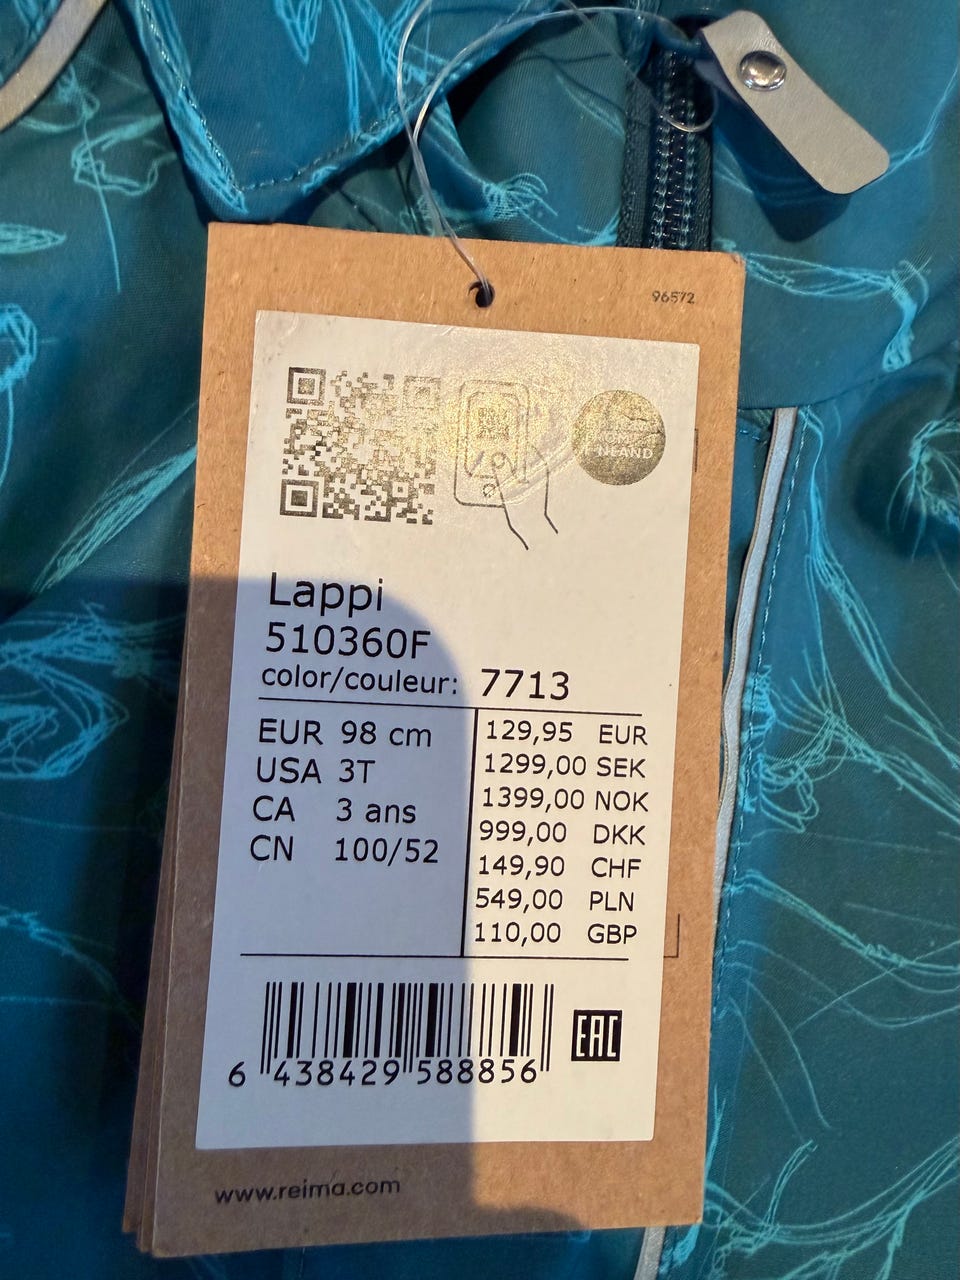 96572
FINLAND
Lappi
510360F
color/couleur: 7713
EUR 98 cm
USA 3T
CA 3 ans
CN 100/52
129,95 EUR
1299,00 SEK
1399,00 NOK
999,00 DKK
149,90 CHF
549,00 PLN
110,00 GBP
6 438429 588856
EAC
www.reima.com